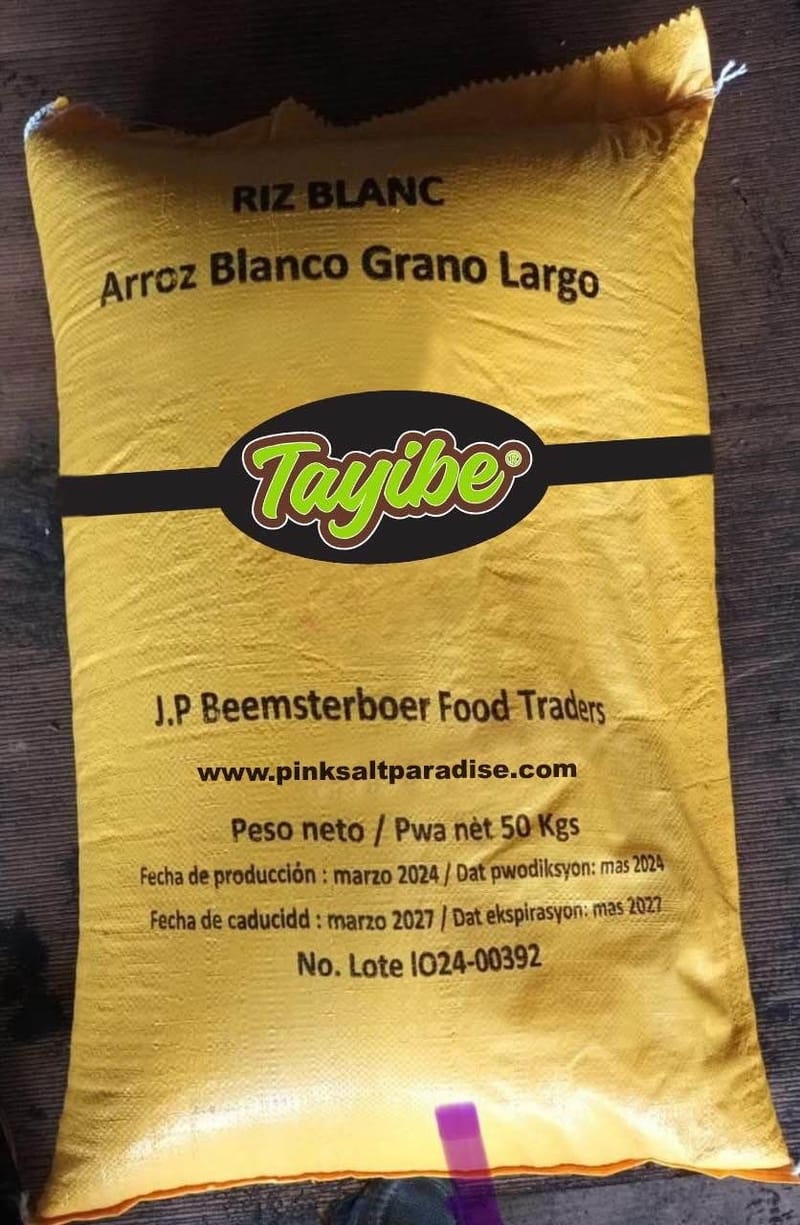 RIZ BLANC
Arroz Blanco Grano Largo
Tayibe®
J.P Beemsterboer Food Traders
www.pinksaltparadise.com
Peso neto / Pwa nèt 50 Kgs
Fecha de producción : marzo 2024 / Dat pwodiksyon: mas 2024
Fecha de caducidd : marzo 2027 / Dat ekspirasyon: mas 2027
No. Lote IO24-00392